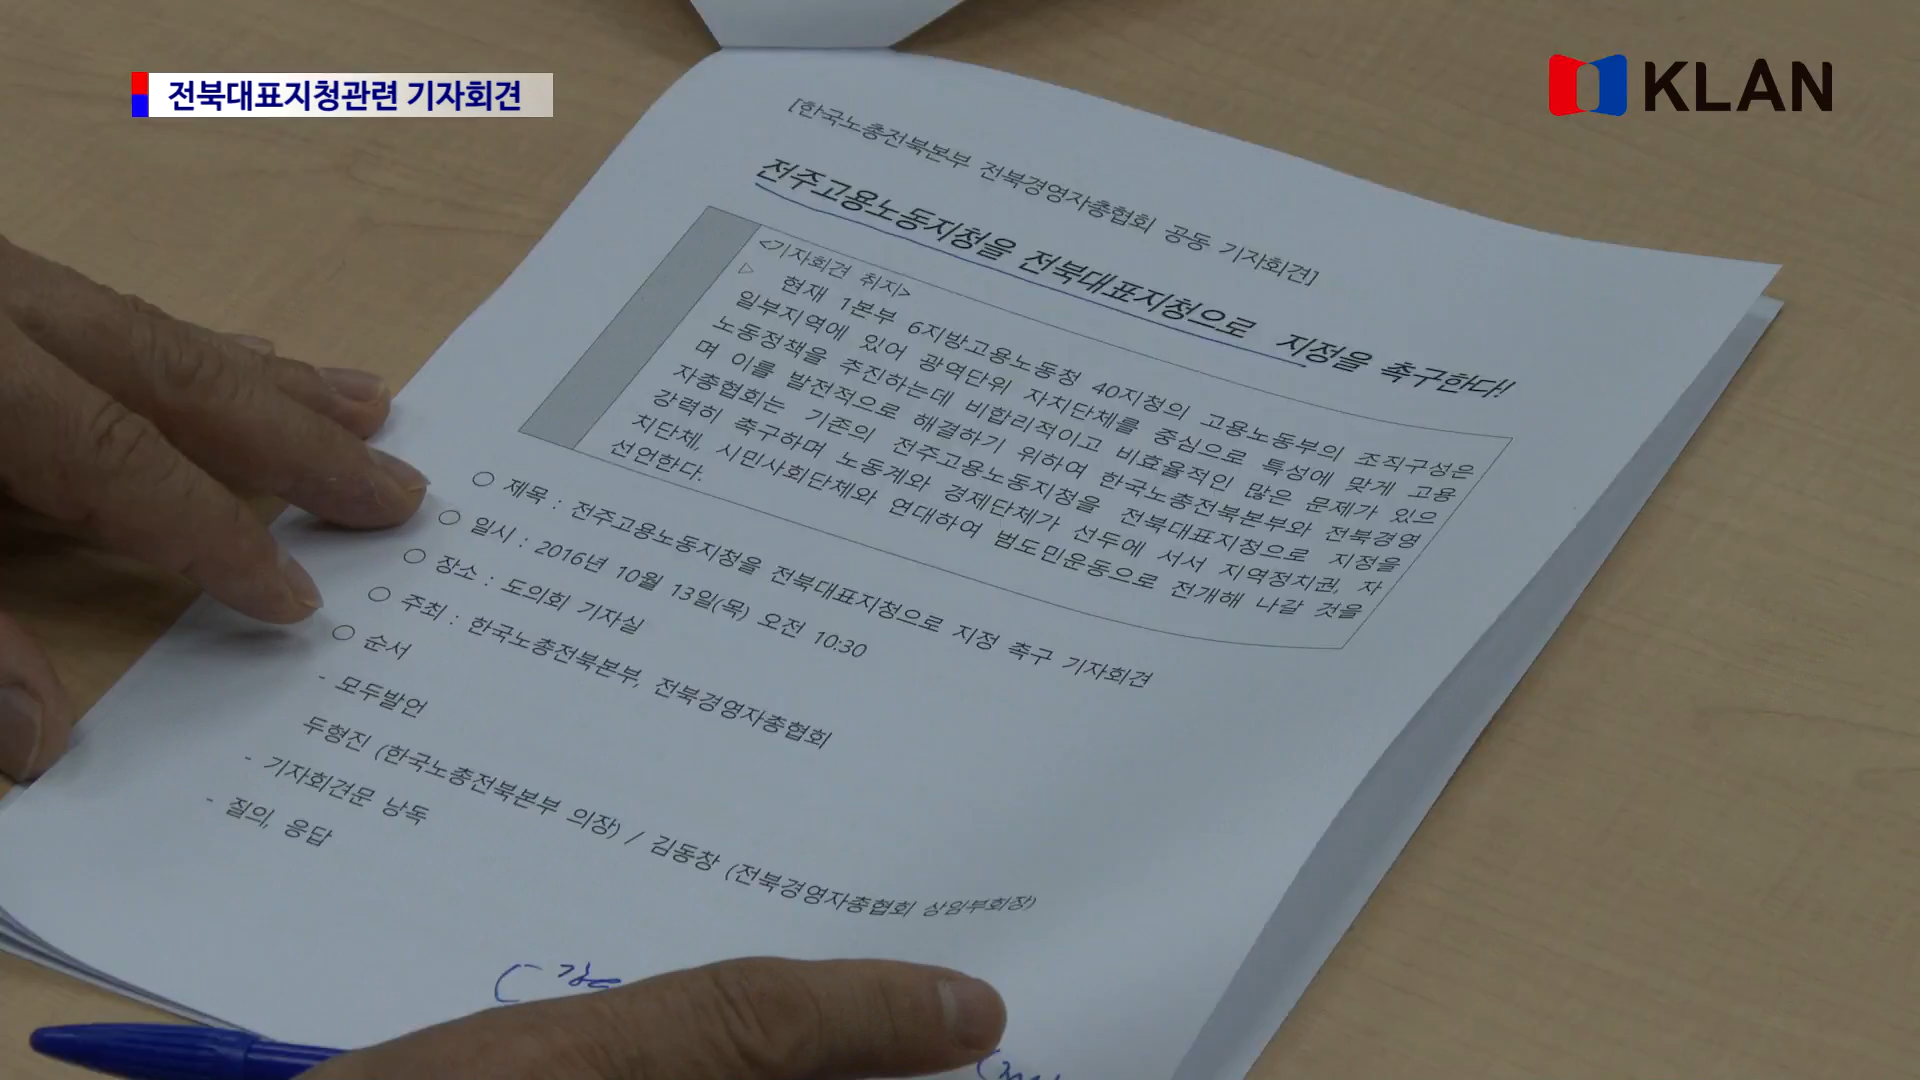 전북대표지청관련 기자회견
KLAN
[한국노총전북본부 전북경영자총협회 공동 기자회견]
전주고용노동지청을 전북대표지청으로 지정을 촉구한다!
<기자회견 취지>
▷ 현재 1본부 6지방고용노동청 40지청의 고용노동부의 조직구성은
일부지역에 있어 광역단위 자치단체를 중심으로 특성에 맞게 고용
노동정책을 추진하는데 비합리적이고 비효율적인 많은 문제가 있으
며 이를 발전적으로 해결하기 위하여 한국노총전북본부와 전북경영
자총협회는 기존의 전주고용노동지청을 전북대표지청으로 지정을
강력히 촉구하며 노동계와 경제단체가 선두에 서서 지역정치권, 자
치단체, 시민사회단체와 연대하여 범도민운동으로 전개해 나갈 것을
선언한다.
○ 제목 : 전주고용노동지청을 전북대표지청으로 지정 촉구 기자회견
○ 일시 : 2016년 10월 13일(목) 오전 10:30
○ 장소 : 도의회 기자실
○ 주최 : 한국노총전북본부, 전북경영자총협회
○ 순서
- 모두발언
두형진 (한국노총전북본부 의장) / 김동창 (전북경영자총협회 상임부회장)
- 기자회견문 낭독
- 질의, 응답